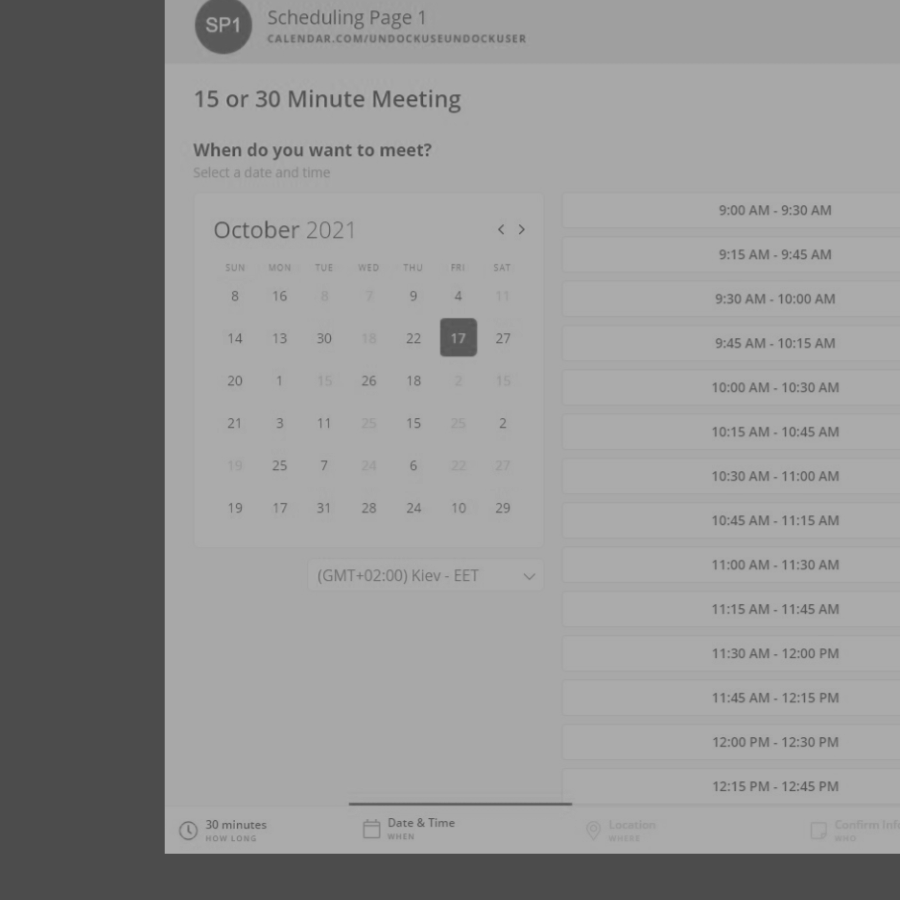 SP1
Scheduling Page 1
CALENDAR.COM/UNDOCKUSEUNDOCKUSER
15 or 30 Minute Meeting
When do you want to meet?
Select a date and time
October 2021
SUN MON TUE WED THU FRI SAT
8 16 8 7 9 4 11
14 13 30 18 22 17 27
20 1 15 26 18 2 15
21 3 11 25 15 25 2
19 25 7 24 6 22 27
19 17 31 28 24 10 29
(GMT+02:00) Kiev - EET
9:00 AM - 9:30 AM
9:15 AM - 9:45 AM
9:30 AM - 10:00 AM
9:45 AM - 10:15 AM
10:00 AM - 10:30 AM
10:15 AM - 10:45 AM
10:30 AM - 11:00 AM
10:45 AM - 11:15 AM
11:00 AM - 11:30 AM
11:15 AM - 11:45 AM
11:30 AM - 12:00 PM
11:45 AM - 12:15 PM
12:00 PM - 12:30 PM
12:15 PM - 12:45 PM
30 minutes
HOW LONG
Date & Time
WHEN
Location
WHERE
Confirm Inf
WHO